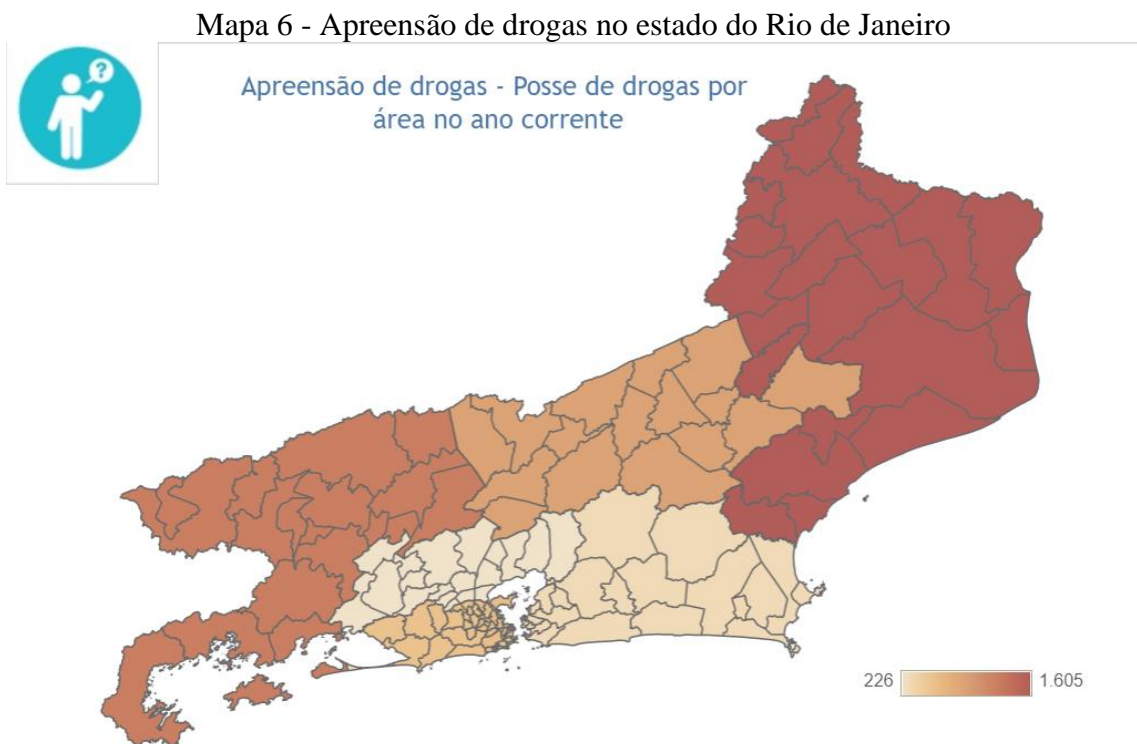 Mapa 6 - Apreensão de drogas no estado do Rio de Janeiro
?
Apreensão de drogas - Posse de drogas por
área no ano corrente
226
1.605